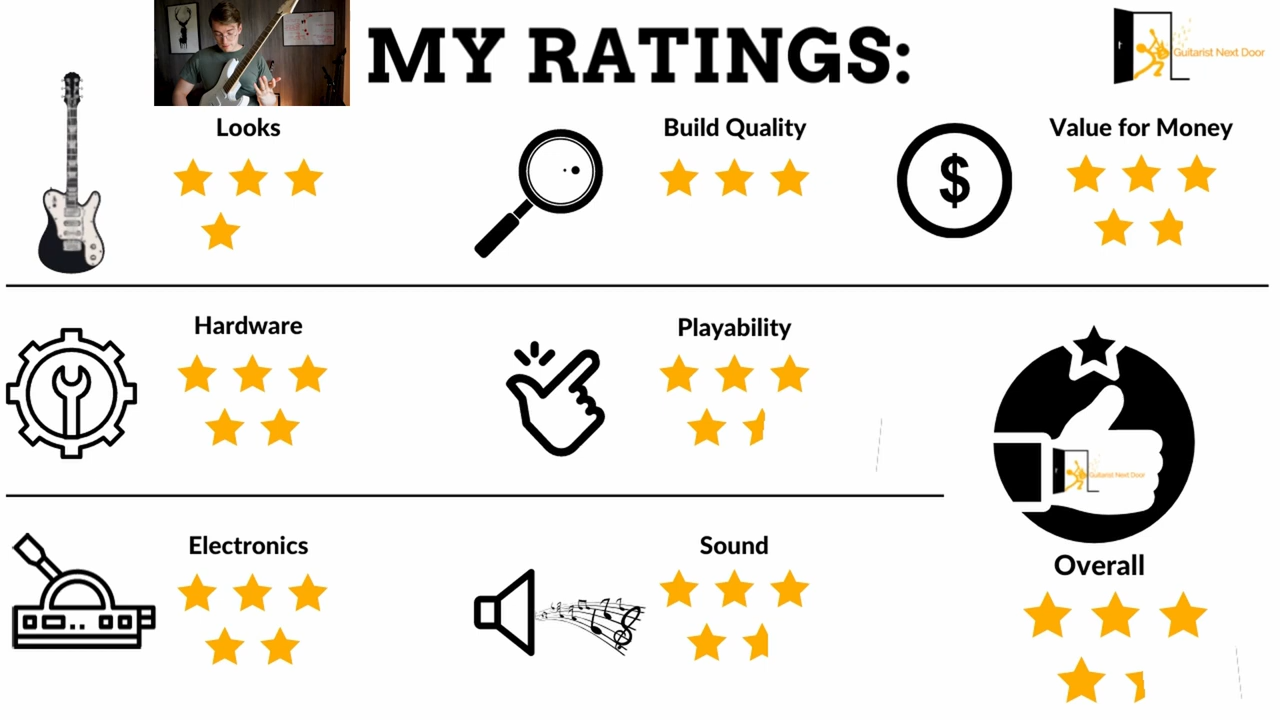 MY RATINGS:
Guitarist Next Door
Looks
Build Quality
Value for Money
$
Hardware
Playability
Guitarist Next Door
Electronics
Sound
Overall